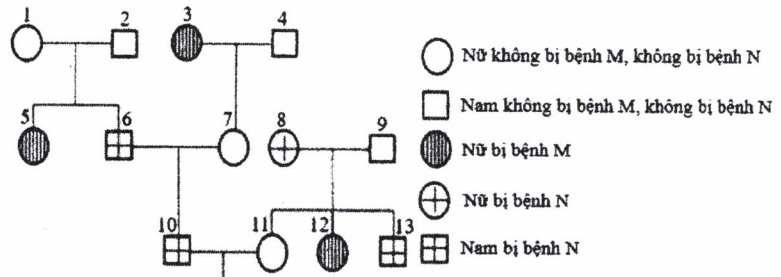 1
2
3
4
Nữ không bị bệnh M, không bị bệnh N
Nam không bị bệnh M, không bị bệnh N
5
6
7
8
9
Nữ bị bệnh M
Nữ bị bệnh N
10
11
12
13
Nam bị bệnh N